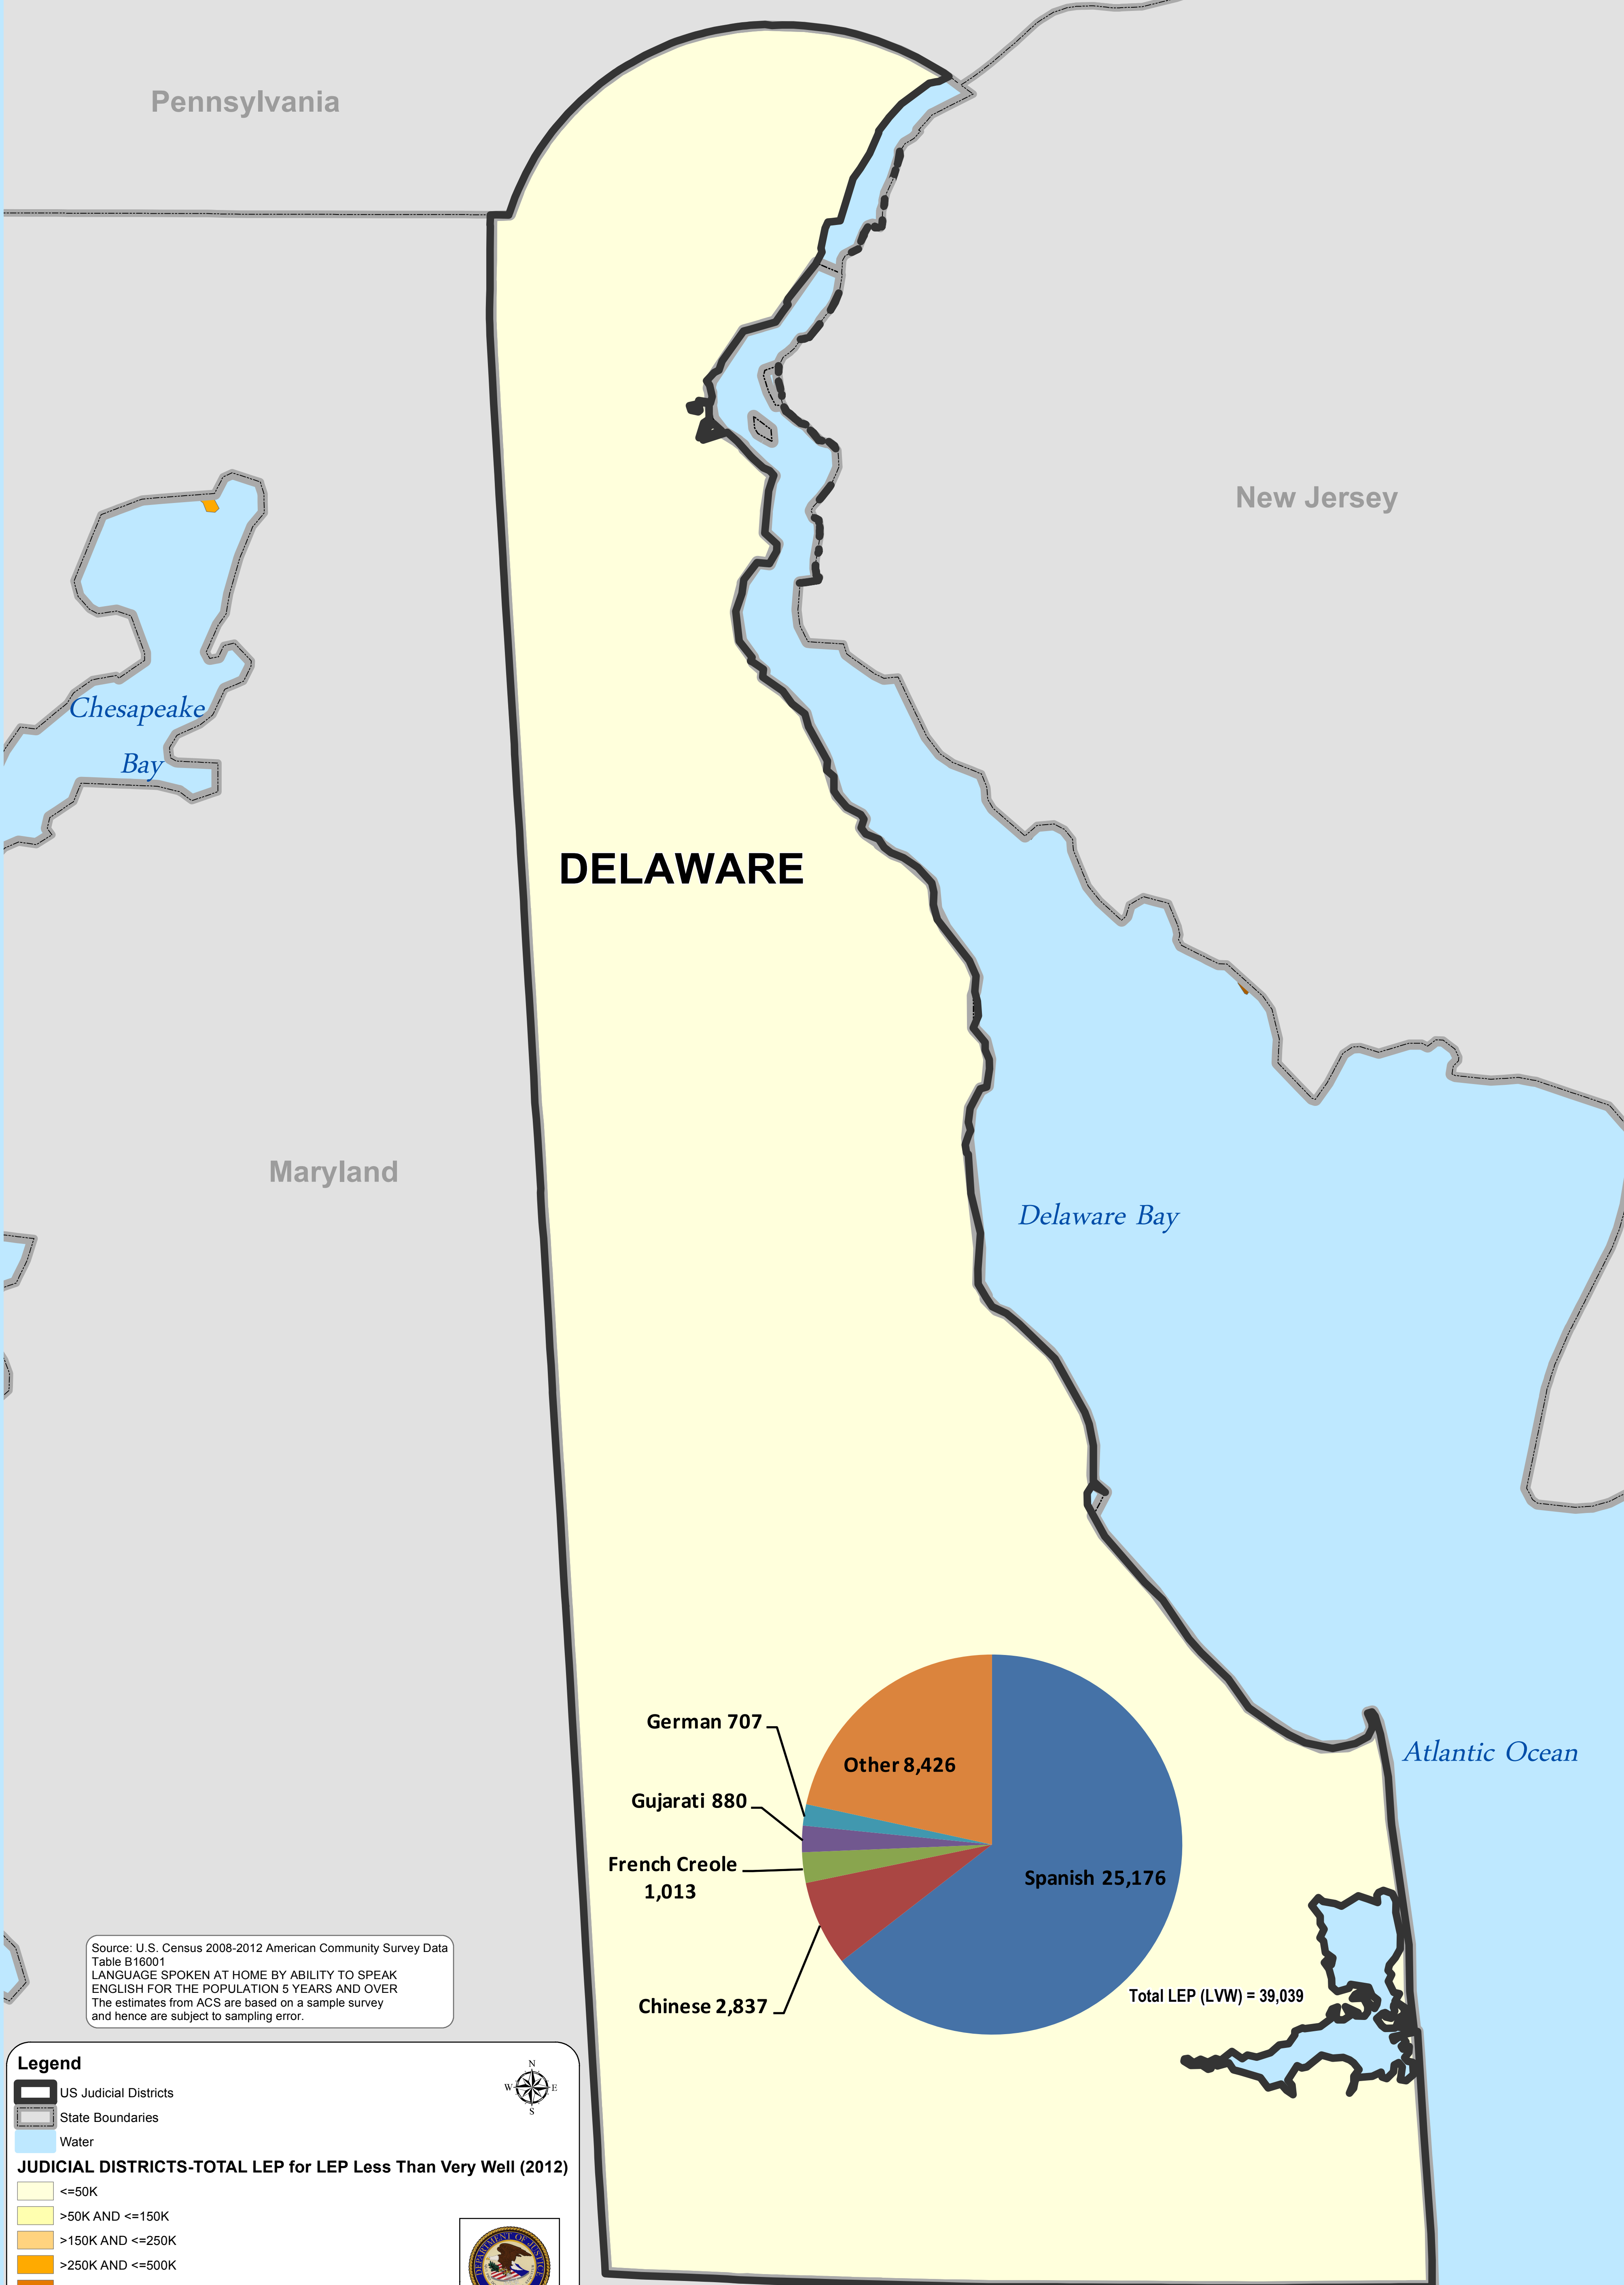 Pennsylvania
New Jersey
Chesapeake
Bay
DELAWARE
Maryland
Delaware Bay
German 707
Other 8,426
Atlantic Ocean
Gujarati 880
French Creole
1,013
Spanish 25,176
Chinese 2,837
Total LEP (LVW) = 39,039
Source: U.S. Census 2008-2012 American Community Survey Data
Table B16001
LANGUAGE SPOKEN AT HOME BY ABILITY TO SPEAK
ENGLISH FOR THE POPULATION 5 YEARS AND OVER
The estimates from ACS are based on a sample survey
and hence are subject to sampling error.
Legend
N
W E
S
US Judicial Districts
State Boundaries
Water
JUDICIAL DISTRICTS-TOTAL LEP for LEP Less Than Very Well (2012)
<=50K
>50K AND <=150K
>150K AND <=250K
>250K AND <=500K
DEPARTMENT OF JUSTICE